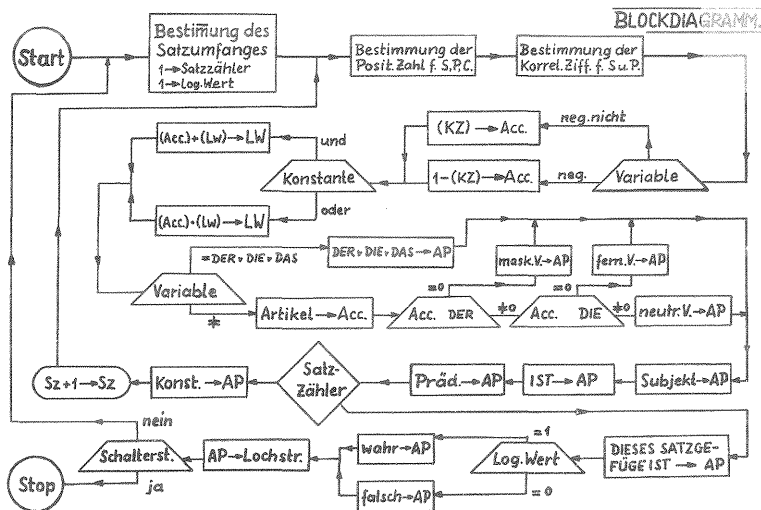 BLOCKDIAGRAMM.
Start
Bestimmung des
Satzumfanges
1→Satzzähler
1→Log.Wert
Bestimmung der
Posit. Zahl f. S,P,C.
Bestimmung der
Korrel. Ziff. f. S u. P.
(Acc.)+(LW)→LW
und
Konstante
oder
(Acc.)·(LW)→LW
(KZ)→Acc.
neg. nicht
1-(KZ)→Acc.
neg.
Variable
=DER v DIE v DAS
DER v DIE v DAS→AP
mask.V.→AP
fem.V.→AP
Variable
≠
Artikel→Acc.
=0
Acc. DER
≠0
=0
Acc. DIE
≠0
neutr.V.→AP
Sz+1→Sz
Konst.→AP
Satz-
Zähler
Präd.→AP
IST→AP
Subjekt→AP
nein
Schalterst.
ja
Stop
AP→Lochstr.
wahr→AP
falsch→AP
=1
Log.Wert
=0
DIESES SATZGE-
FÜGE IST → AP